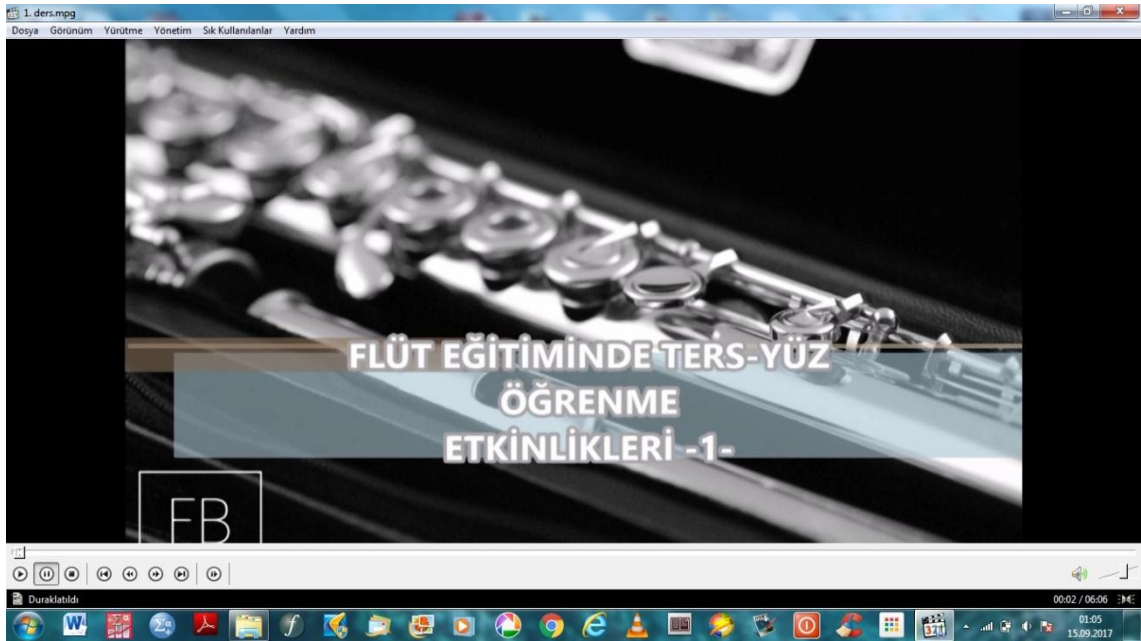 1. ders.mpg
Dosya Görünüm Yürütme Yönetim Sık Kullanılanlar Yardım
FLÜT EĞİTİMİNDE TERS-YÜZ
ÖĞRENME
ETKİNLİKLERİ -1-
FB
Duraklatıldı
00:02 / 06:06
01:05
15.09.2017